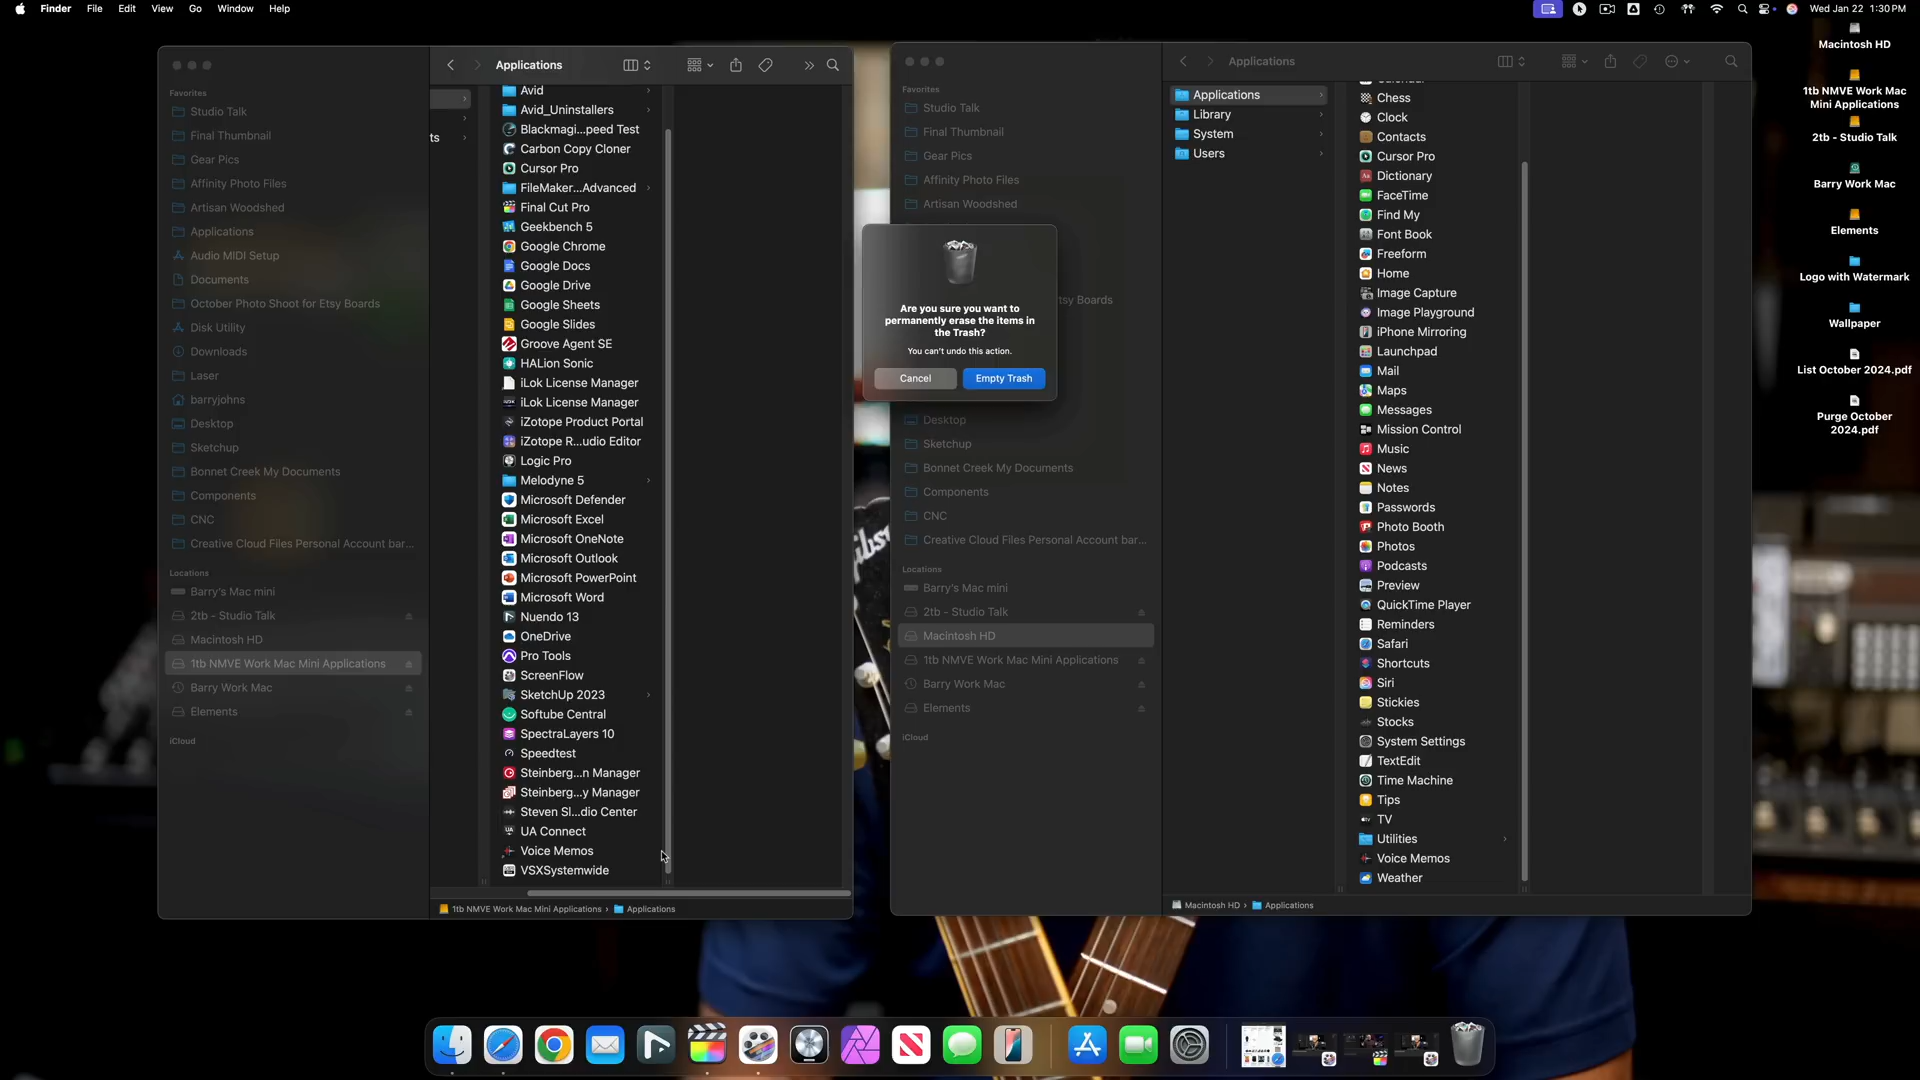 Finder File Edit View Go Window Help
Wed Jan 22 1:30 PM
Macintosh HD
1tb NMVE Work Mac
Mini Applications
2tb - Studio Talk
Barry Work Mac
Elements
Logo with Watermark
Wallpaper
List October 2024.pdf
Purge October
2024.pdf
Applications
Favorites
Studio Talk
Final Thumbnail
Gear Pics
Affinity Photo Files
Artisan Woodshed
Applications
Audio MIDI Setup
Documents
October Photo Shoot for Etsy Boards
Disk Utility
Downloads
Laser
barryjohns
Desktop
Sketchup
Bonnet Creek My Documents
Components
CNC
Creative Cloud Files Personal Account bar...
Locations
Barry's Mac mini
2tb - Studio Talk
Macintosh HD
1tb NMVE Work Mac Mini Applications
Barry Work Mac
Elements
iCloud
ts
Avid
Avid_Uninstallers
Blackmagi...peed Test
Carbon Copy Cloner
Cursor Pro
FileMaker...Advanced
Final Cut Pro
Geekbench 5
Google Chrome
Google Docs
Google Drive
Google Sheets
Google Slides
Groove Agent SE
HALion Sonic
iLok License Manager
iLok License Manager
iZotope Product Portal
iZotope R...udio Editor
Logic Pro
Melodyne 5
Microsoft Defender
Microsoft Excel
Microsoft OneNote
Microsoft Outlook
Microsoft PowerPoint
Microsoft Word
Nuendo 13
OneDrive
Pro Tools
ScreenFlow
SketchUp 2023
Softube Central
SpectraLayers 10
Speedtest
Steinberg...n Manager
Steinberg...y Manager
Steven Sl...dio Center
UA Connect
Voice Memos
VSXSystemwide
1tb NMVE Work Mac Mini Applications › Applications
Are you sure you want to
permanently erase the items in
the Trash?
You can't undo this action.
Cancel
Empty Trash
Gibson
Applications
Favorites
Studio Talk
Final Thumbnail
Gear Pics
Affinity Photo Files
Artisan Woodshed
tsy Boards
Desktop
Sketchup
Bonnet Creek My Documents
Components
CNC
Creative Cloud Files Personal Account bar...
Locations
Barry's Mac mini
2tb - Studio Talk
Macintosh HD
1tb NMVE Work Mac Mini Applications
Barry Work Mac
Elements
iCloud
Applications
Library
System
Users
Calendar
Chess
Clock
Contacts
Cursor Pro
Dictionary
FaceTime
Find My
Font Book
Freeform
Home
Image Capture
Image Playground
iPhone Mirroring
Launchpad
Mail
Maps
Messages
Mission Control
Music
News
Notes
Passwords
Photo Booth
Photos
Podcasts
Preview
QuickTime Player
Reminders
Safari
Shortcuts
Siri
Stickies
Stocks
System Settings
TextEdit
Time Machine
Tips
TV
Utilities
Voice Memos
Weather
Macintosh HD › Applications